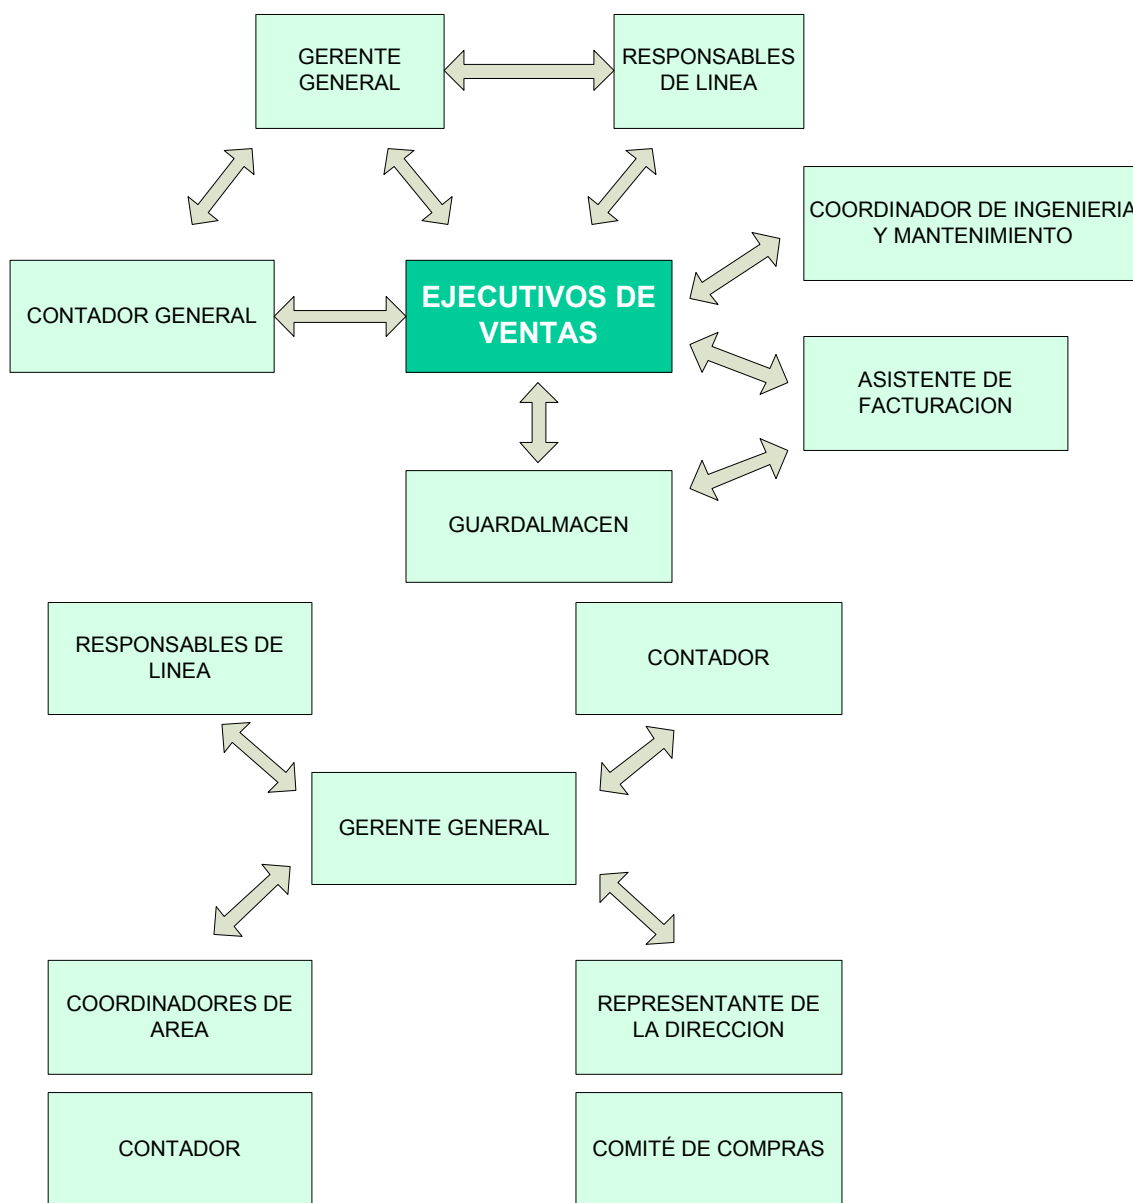 GERENTE
GENERAL
RESPONSABLES
DE LINEA
COORDINADOR DE INGENIERIA
Y MANTENIMIENTO
CONTADOR GENERAL
EJECUTIVOS DE
VENTAS
ASISTENTE DE
FACTURACION
GUARDALMACEN
RESPONSABLES DE
LINEA
CONTADOR
GERENTE GENERAL
COORDINADORES DE
AREA
REPRESENTANTE DE
LA DIRECCION
CONTADOR
COMITÉ DE COMPRAS